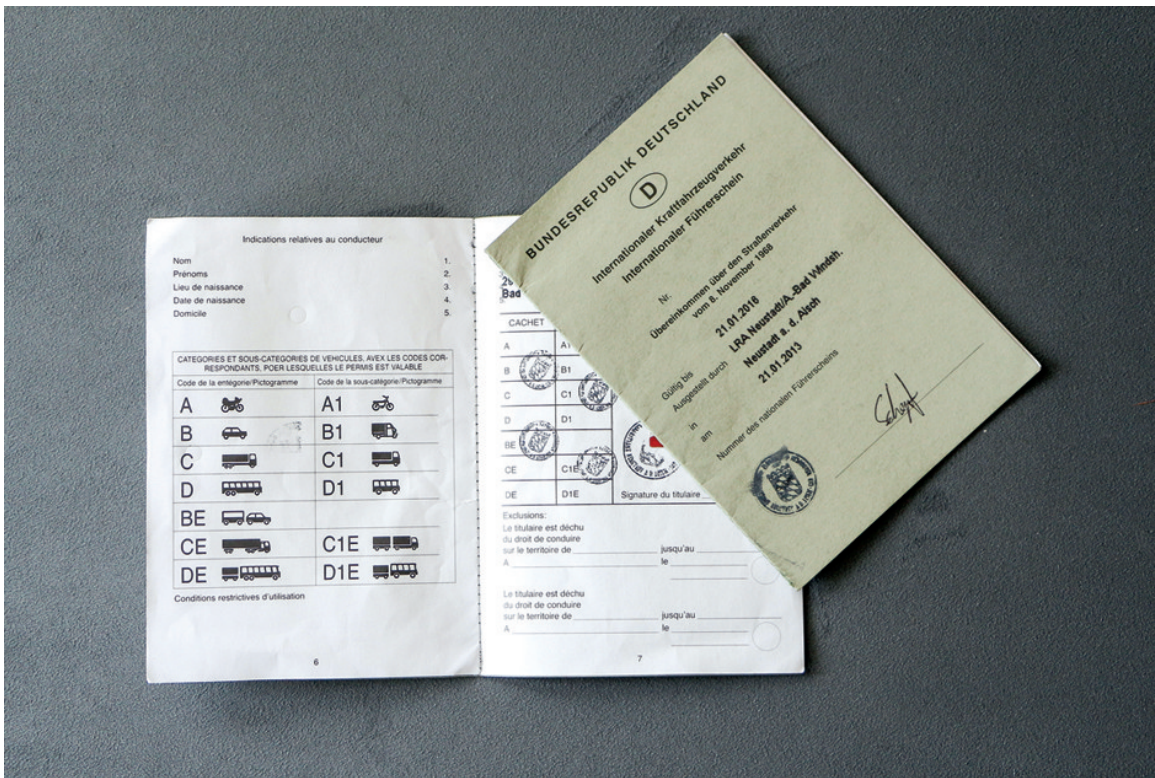 Indications relatives au conducteur
Nom 1.
Prénoms 2.
Lieu de naissance 3.
Date de naissance 4.
Domicile 5.
CATEGORIES ET SOUS-CATEGORIES DE VEHICULES, AVEX LES CODES COR-
RESPONDANTS, POER LESQUELLES LE PERMIS EST VALABLE
Code de la entégorie/Pictogramme Code de la sous-catégorie/Pictogramme
A A1
B B1
C C1
D D1
BE
CE C1E
DE D1E
Conditions restrictives d'utilisation
6
Bad
CACHET
A A1
B B1
C C1
D D1
BE
CE C1E
DE D1E Signature du titulaire
Exclusions:
Le titulaire est déchu
du droit de conduire
sur le territoire de jusqu'au
A le
Le titulaire est déchu
du droit de conduire
sur le territoire de jusqu'au
A le
7
BUNDESREPUBLIK DEUTSCHLAND
D
Internationaler Kraftfahrzeugverkehr
Internationaler Führerschein
Nr.
Übereinkommen über den Straßenverkehr
vom 8. November 1968
Gültig bis 21.01.2016
Ausgestellt durch LRA Neustadt/A.-Bad Windsh.
in Neustadt a. d. Aisch
am 21.01.2013
Nummer des nationalen Führerscheins